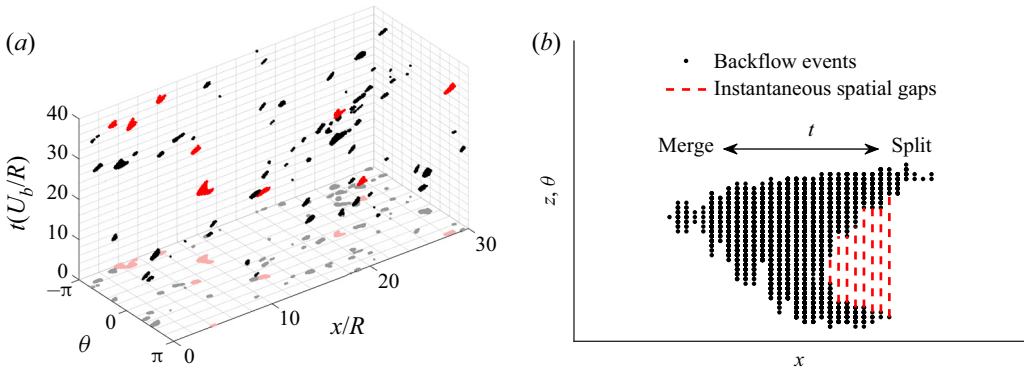 (a)
40
30
20
10
0
t(U_b/R)
−π
0
π
θ
0
10
20
30
x/R
(b)
Backflow events
Instantaneous spatial gaps
t
Merge
Split
z, θ
x